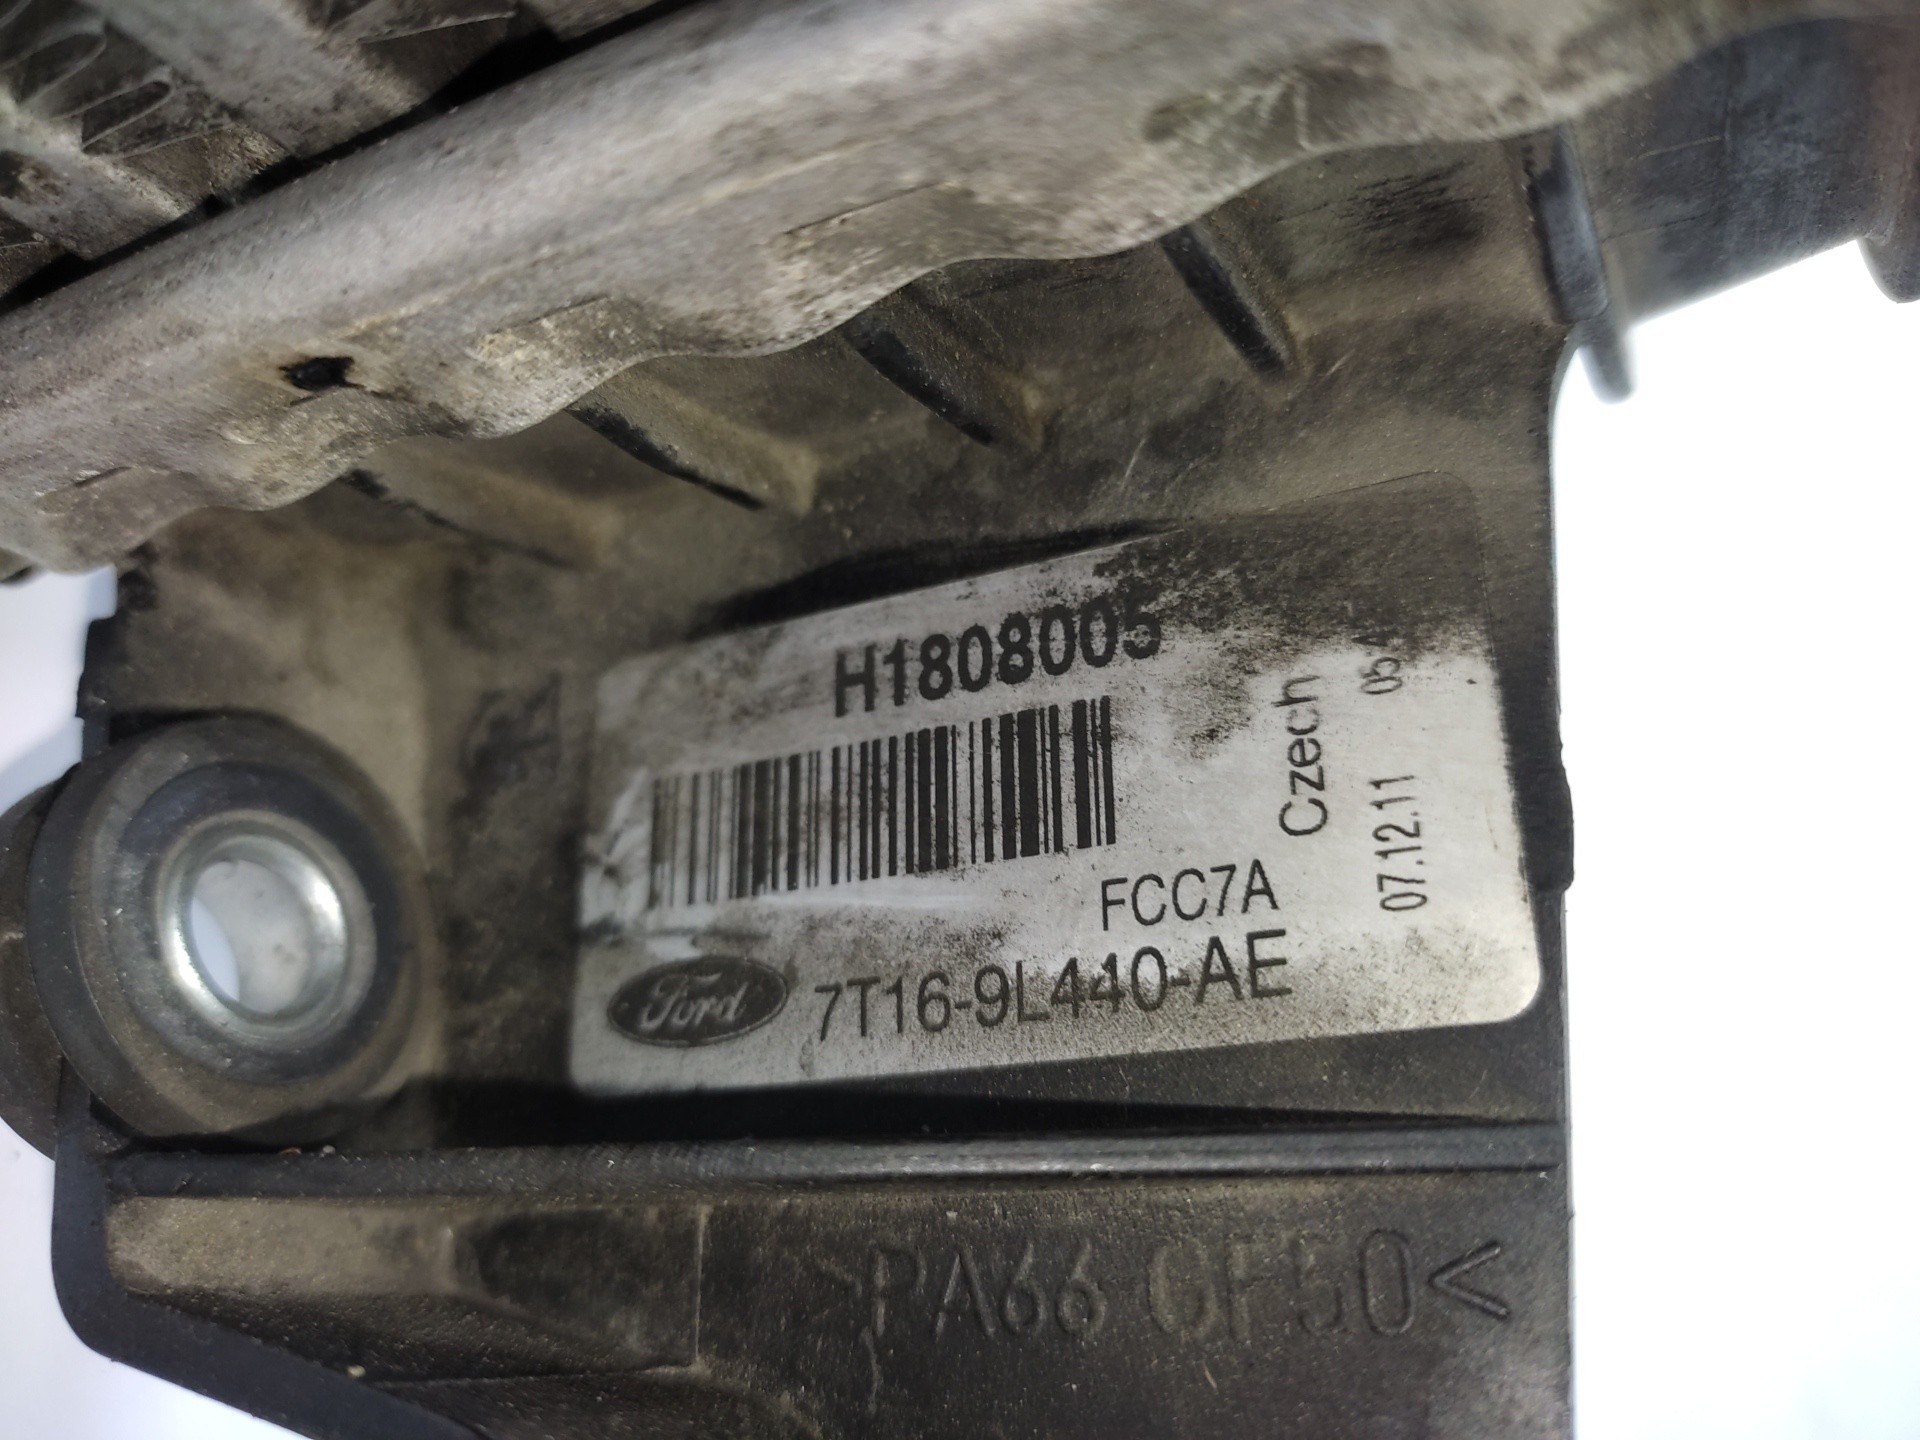 H1808005
Czech
07.12.11
FCC7A
Ford 7T16-9L440-AE
>PA66 GF50<